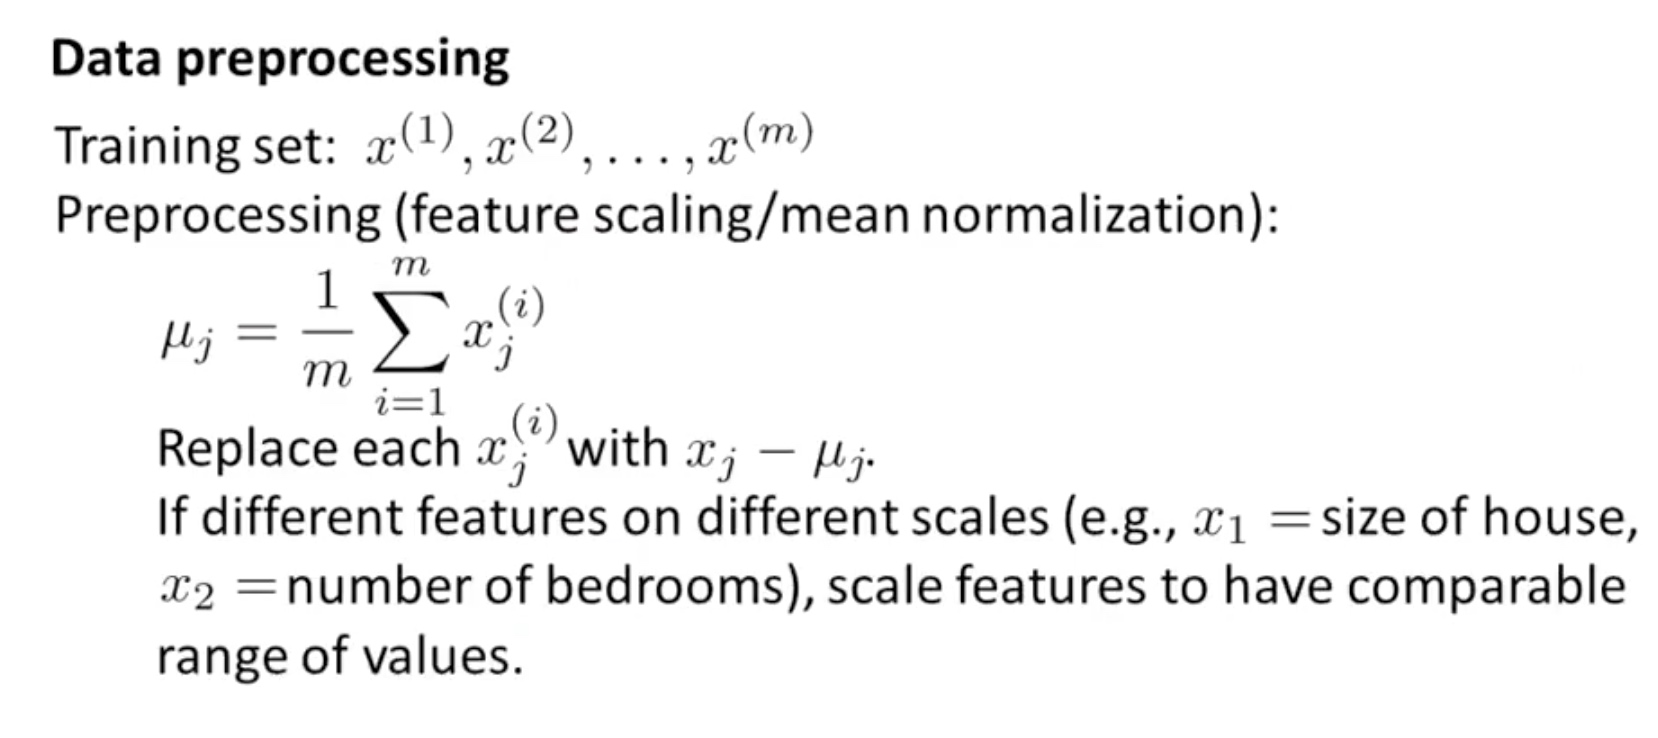 Data preprocessing
Training set: $x^{(1)}, x^{(2)}, \ldots, x^{(m)}$
Preprocessing (feature scaling/mean normalization):
$\mu_j = \frac{1}{m} \sum_{i=1}^{m} x_j^{(i)}$
Replace each $x_j^{(i)}$ with $x_j - \mu_j$.
If different features on different scales (e.g., $x_1$ = size of house,
$x_2$ = number of bedrooms), scale features to have comparable
range of values.